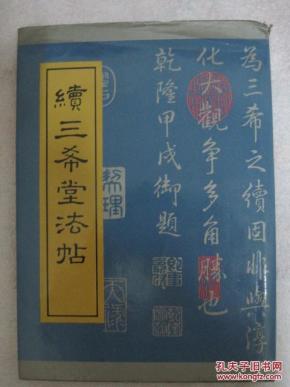 為三希之續因非與淳
化大觀爭多角勝也
乾隆甲戌御題
續三希堂法帖
孔夫子旧书网